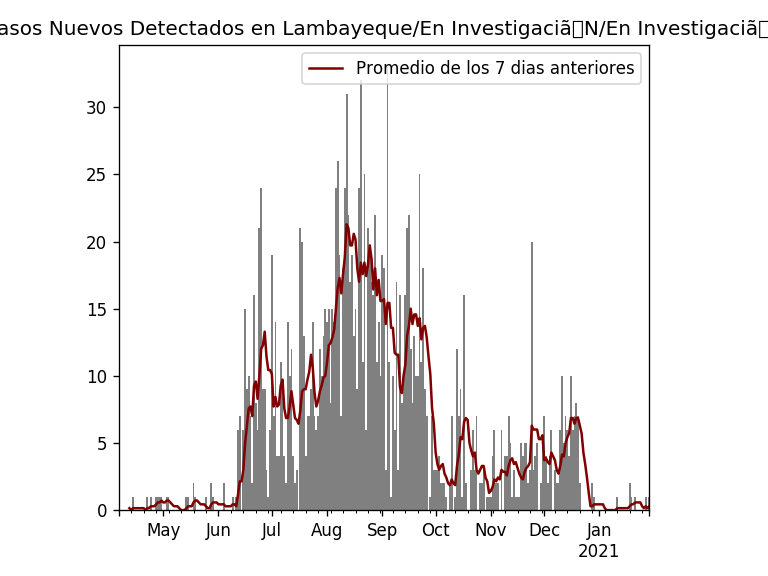 asos Nuevos Detectados en Lambayeque/En Investigaciã▯N/En Investigaciã▯
Promedio de los 7 dias anteriores
30
25
20
15
10
5
0
May Jun Jul Aug Sep Oct Nov Dec Jan
2021